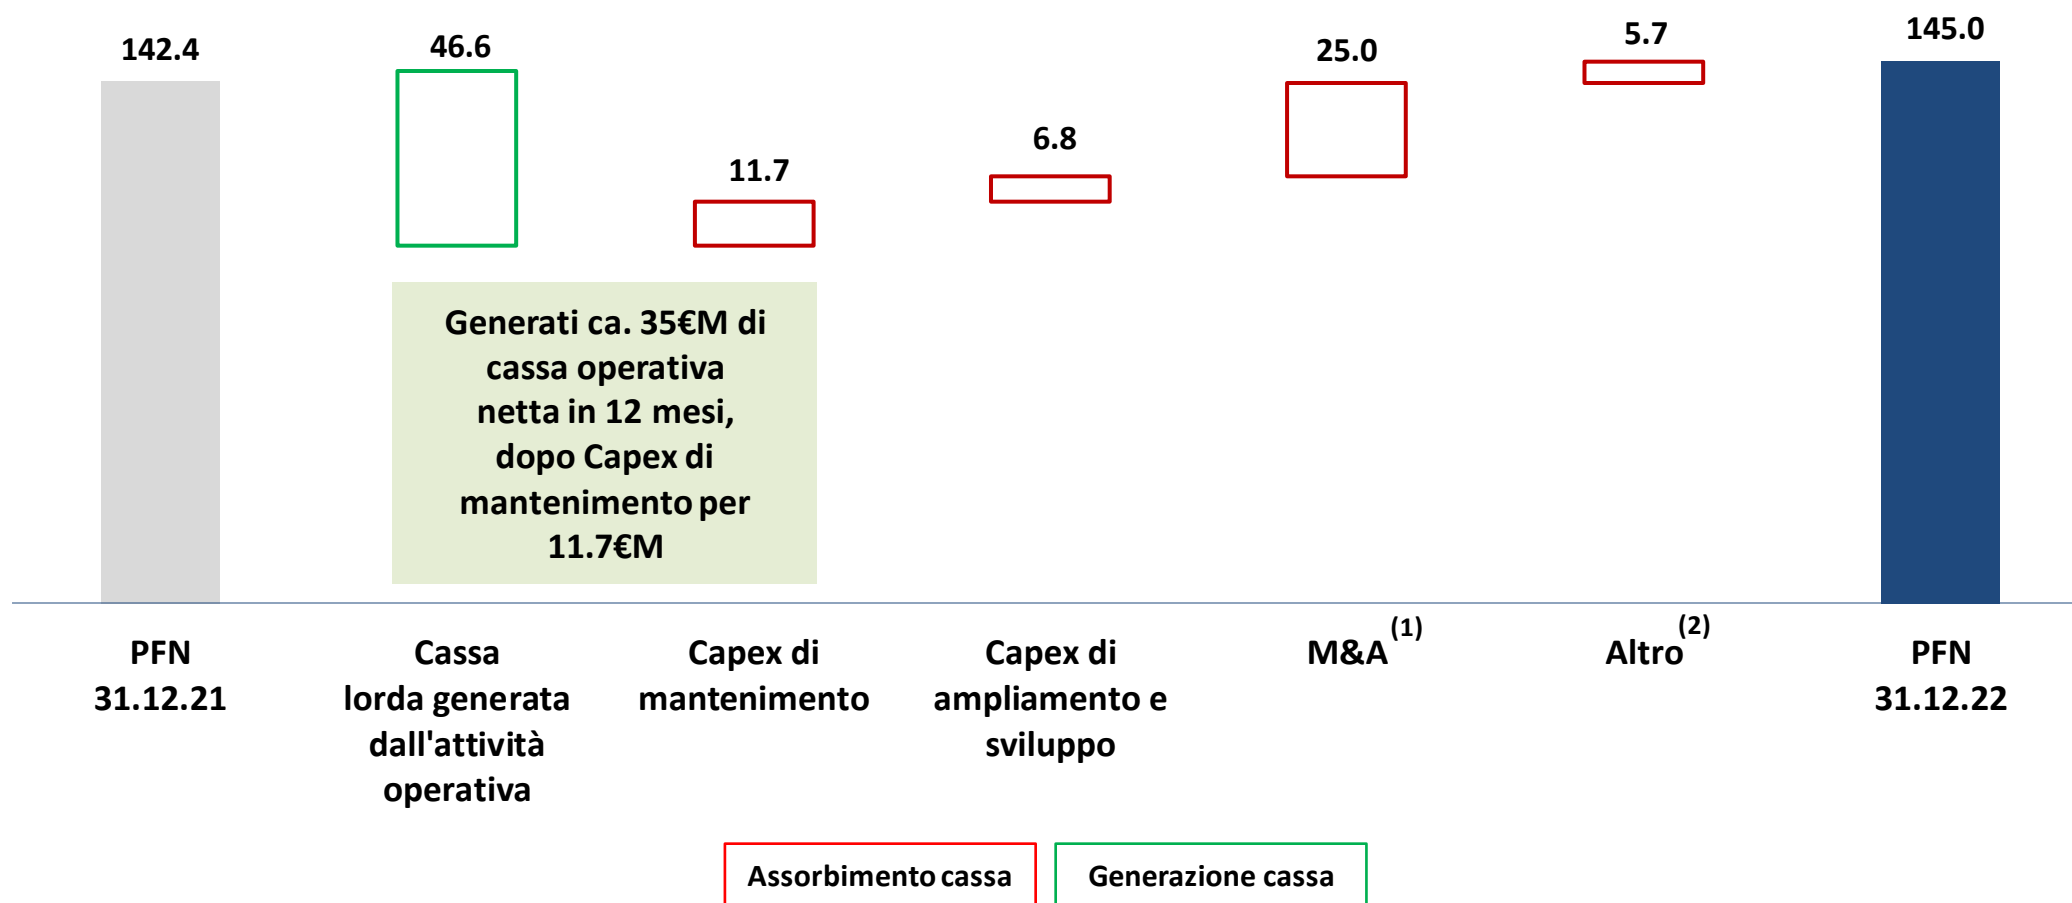 142.4
46.6
11.7
6.8
25.0
5.7
145.0
Generati ca. 35€M di
cassa operativa
netta in 12 mesi,
dopo Capex di
mantenimento per
11.7€M
PFN
31.12.21
Cassa
lorda generata
dall'attività
operativa
Capex di
mantenimento
Capex di
ampliamento e
sviluppo
M&A(1)
Altro(2)
PFN
31.12.22
Assorbimento cassa
Generazione cassa